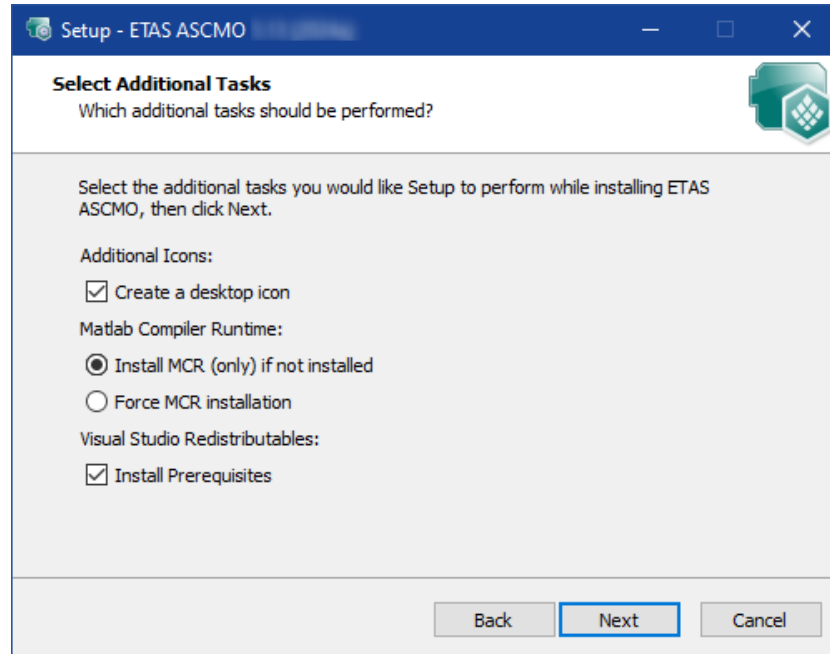 Setup - ETAS ASCMO
Select Additional Tasks
Which additional tasks should be performed?
Select the additional tasks you would like Setup to perform while installing ETAS
ASCMO, then click Next.
Additional Icons:
Create a desktop icon
Matlab Compiler Runtime:
Install MCR (only) if not installed
Force MCR installation
Visual Studio Redistributables:
Install Prerequisites
Back Next Cancel